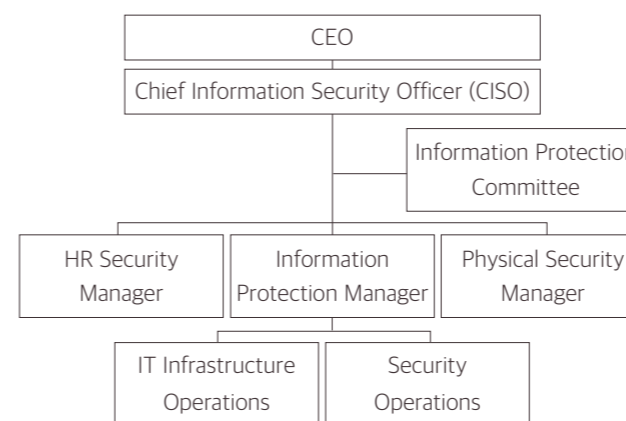 CEO
Chief Information Security Officer (CISO)
Information Protection
Committee
HR Security
Manager
Information
Protection Manager
Physical Security
Manager
IT Infrastructure
Operations
Security
Operations